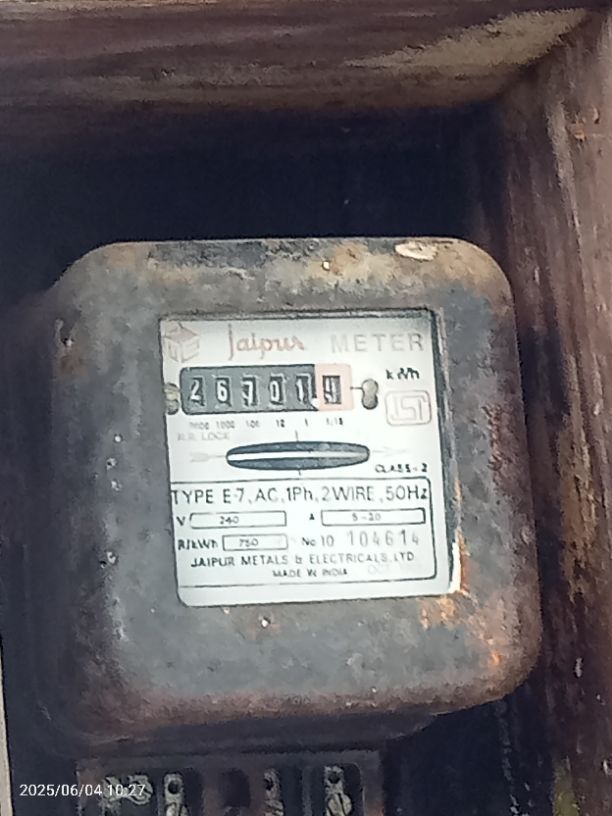 Jaipur METER
kWh
267019
10000 1000 100 10 1 1/10
R.R. LOCK
CLASS-2
TYPE E-7, AC, 1Ph, 2WIRE, 50Hz
V 240 A 5-20
R/kWh 750 No 10 104614
JAIPUR METALS & ELECTRICALS LTD.
MADE IN INDIA
2025/06/04 10:27